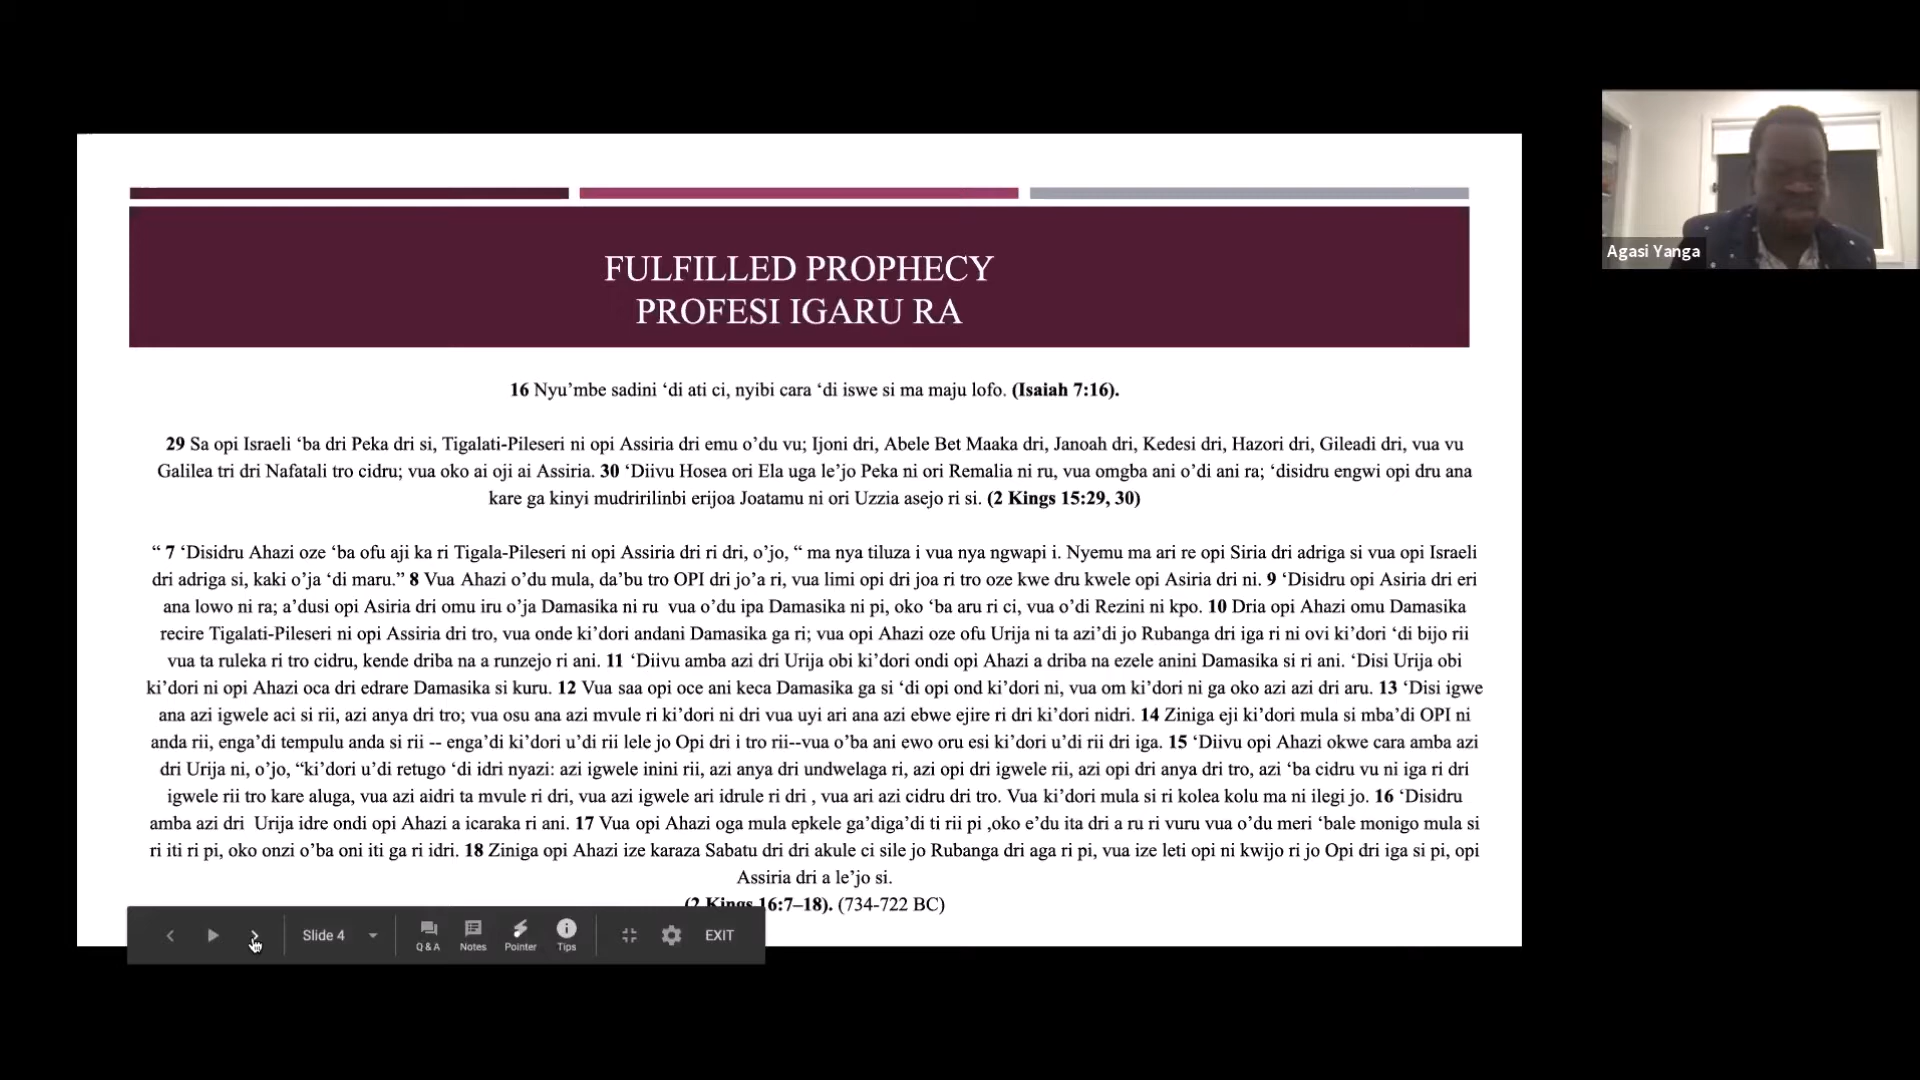 FULFILLED PROPHECY
PROFESI IGARU RA
16 Nyu’mbe sadini ‘di ati ci, nyibi cara ‘di iswe si ma maju lofo. (Isaiah 7:16).
29 Sa opi Israeli ‘ba dri Peka dri si, Tigalati-Pileseri ni opi Assiria dri emu o’du vu; Ijoni dri, Abele Bet Maaka dri, Janoah dri, Kedesi dri, Hazori dri, Gileadi dri, vua vu
Galilea tri dri Nafatali tro cidru; vua oko ai oji ai Assiria. 30 ‘Diivu Hosea ori Ela uga le’jo Peka ni ori Remalia ni ru, vua omgba ani o’di ani ra; ‘disidru engwi opi dru ana
kare ga kinyi mudririlinbi erijoa Joatamu ni ori Uzzia asejo ri si. (2 Kings 15:29, 30)
“ 7 ‘Disidru Ahazi oze ‘ba ofu aji ka ri Tigala-Pileseri ni opi Assiria dri ri dri, o’jo, “ ma nya tiluza i vua nya ngwapi i. Nyemu ma ari re opi Siria dri adriga si vua opi Israeli
dri adriga si, kaki o’ja ‘di maru.” 8 Vua Ahazi o’du mula, da’bu tro OPI dri jo’a ri, vua limi opi dri joa ri tro oze kwe dru kwele opi Asiria dri ni. 9 ‘Disidru opi Asiria dri eri
ana lowo ni ra; a’dusi opi Asiria dri omu iru o’ja Damasika ni ru vua o’du ipa Damasika ni pi, oko ‘ba aru ri ci, vua o’di Rezini ni kpo. 10 Dria opi Ahazi omu Damasika
recire Tigalati-Pileseri ni opi Assiria dri tro, vua onde ki’dori andani Damasika ga ri; vua opi Ahazi oze ofu Urija ni ta azi’di jo Rubanga dri iga ri ni ovi ki’dori ‘di bijo rii
vua ta ruleka ri tro cidru, kende driba na a runzejo ri ani. 11 ‘Diivu amba azi dri Urija obi ki’dori ondi opi Ahazi a driba na ezele anini Damasika si ri ani. ‘Disi Urija obi
ki’dori ni opi Ahazi oca dri edrare Damasika si kuru. 12 Vua saa opi oce ani keca Damasika ga si ‘di opi ond ki’dori ni, vua om ki’dori ni ga oko azi azi dri aru. 13 ‘Disi igwe
ana azi igwele aci si rii, azi anya dri tro; vua osu ana azi mvule ri ki’dori ni dri vua uyi ari ana azi ebwe ejire ri dri ki’dori nidri. 14 Ziniga eji ki’dori mula si mba’di OPI ni
anda rii, enga’di tempulu anda si rii -- enga’di ki’dori u’di rii lele jo Opi dri i tro rii--vua o’ba ani ewo oru esi ki’dori u’di rii dri iga. 15 ‘Diivu opi Ahazi okwe cara amba azi
dri Urija ni, o’jo, “ki’dori u’di retugo ‘di idri nyazi: azi igwele inini rii, azi anya dri undwelaga ri, azi opi dri igwele rii, azi opi dri anya dri tro, azi ‘ba cidru vu ni iga ri dri
igwele rii tro kare aluga, vua azi aidri ta mvule ri dri, vua azi igwele ari idrule ri dri , vua ari azi cidru dri tro. Vua ki’dori mula si ri kolea kolu ma ni ilegi jo. 16 ‘Disidru
amba azi dri Urija idre ondi opi Ahazi a icaraka ri ani. 17 Vua opi Ahazi oga mula epkele ga’diga’di ti rii pi ,oko e’du ita dri a ru ri vuru vua o’du meri ‘bale monigo mula si
ri iti ri pi, oko onzi o’ba oni iti ga ri idri. 18 Ziniga opi Ahazi ize karaza Sabatu dri dri akule ci sile jo Rubanga dri aga ri pi, vua ize leti opi ni kwijo ri jo Opi dri iga si pi, opi
Assiria dri a le’jo si.
(2 Kings 16:7–18). (734-722 BC)
Slide 4
Q & A
Notes
Pointer
Tips
EXIT
Agasi Yanga